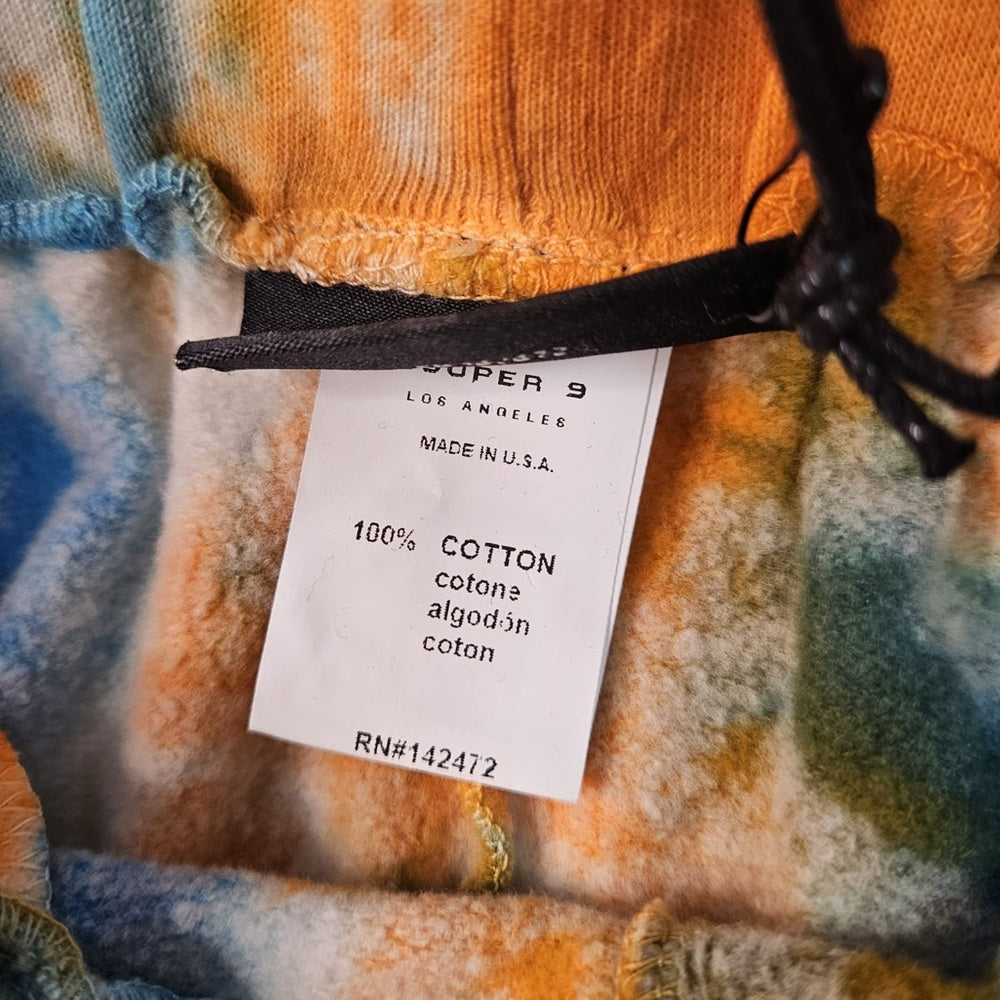 SUPER 9
LOS ANGELES
MADE IN U.S.A.
100% COTTON
cotone
algodón
coton
RN#142472